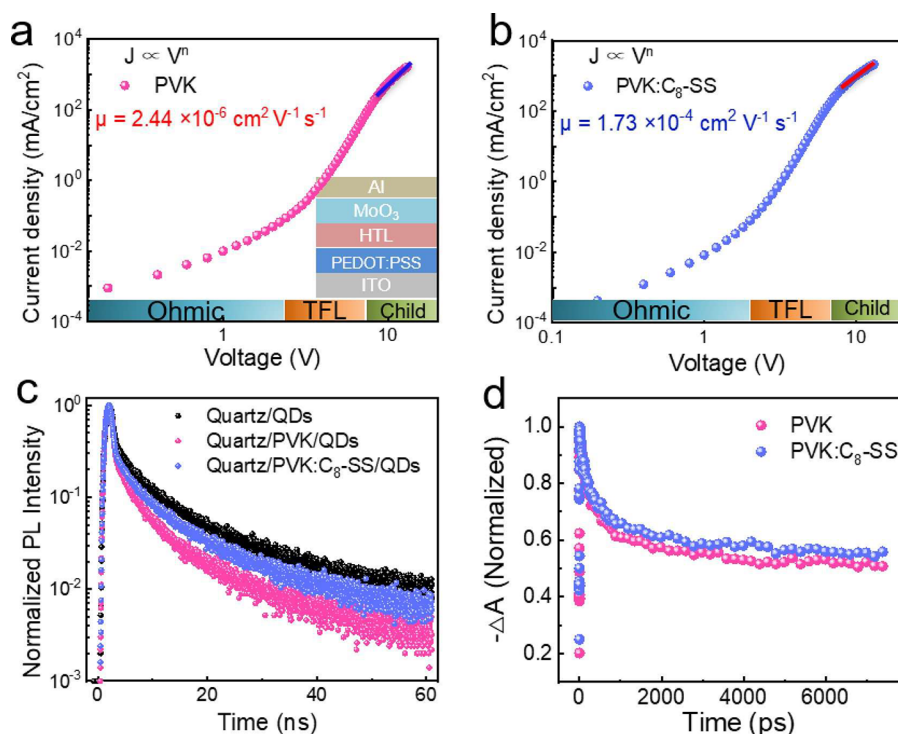 a
J ∝ Vⁿ
PVK
μ = 2.44 ×10⁻⁶ cm² V⁻¹ s⁻¹
Current density (mA/cm²)
10⁴
10²
10⁰
10⁻²
10⁻⁴
Al
MoO₃
HTL
PEDOT:PSS
ITO
Ohmic
TFL
Child
1
10
Voltage (V)
b
J ∝ Vⁿ
PVK:C₈-SS
μ = 1.73 ×10⁻⁴ cm² V⁻¹ s⁻¹
Current density (mA/cm²)
10⁴
10²
10⁰
10⁻²
10⁻⁴
Ohmic
TFL
Child
0.1
1
10
Voltage (V)
c
Quartz/QDs
Quartz/PVK/QDs
Quartz/PVK:C₈-SS/QDs
Normalized PL Intensity
10⁰
10⁻¹
10⁻²
10⁻³
0
20
40
60
Time (ns)
d
PVK
PVK:C₈-SS
-△A (Normalized)
1.0
0.8
0.6
0.4
0.2
0
2000
4000
6000
Time (ps)